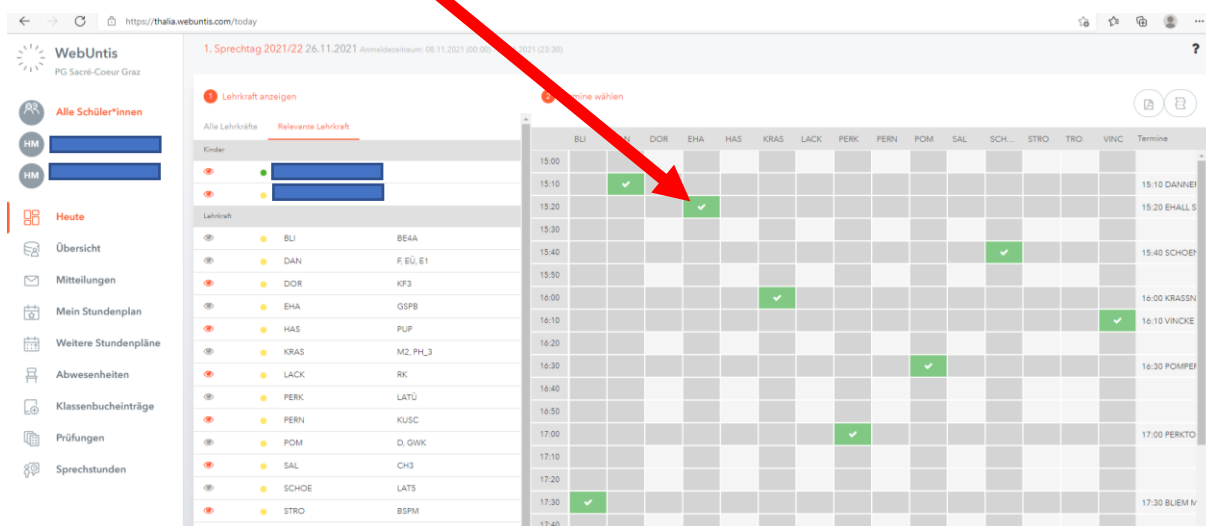 https://thalia.webuntis.com/today
WebUntis
PG Sacré-Coeur Graz
Alle Schüler*innen
HM
HM
Heute
Übersicht
Mitteilungen
Mein Stundenplan
Weitere Stundenpläne
Abwesenheiten
Klassenbucheinträge
Prüfungen
Sprechstunden
1. Sprechtag 2021/22 26.11.2021 Anmeldezeitraum: 08.11.2021 (00:00) 2021 (23:30)
?
1 Lehrkraft anzeigen
Alle Lehrkräfte Relevante Lehrkraft
Kinder
Lehrkraft
BLI BE4A
DAN F, EÜ, E1
DOR KF3
EHA GSPB
HAS PUP
KRAS M2, PH_3
LACK RK
PERK LATÜ
PERN KUSC
POM D, GWK
SAL CH3
SCHOE LAT5
STRO BSPM
wählen
BLI DOR EHA HAS KRAS LACK PERK PERN POM SAL SCH... STRO TRO VINC Termine
15:00
15:10 15:10 DANNE
15:20 15:20 EHALL S
15:30
15:40 15:40 SCHOE
15:50
16:00 16:00 KRASSN
16:10 16:10 VINCKE
16:20
16:30 16:30 POMPE
16:40
16:50
17:00 17:00 PERKTO
17:10
17:20
17:30 17:30 BLIEM M
17:40